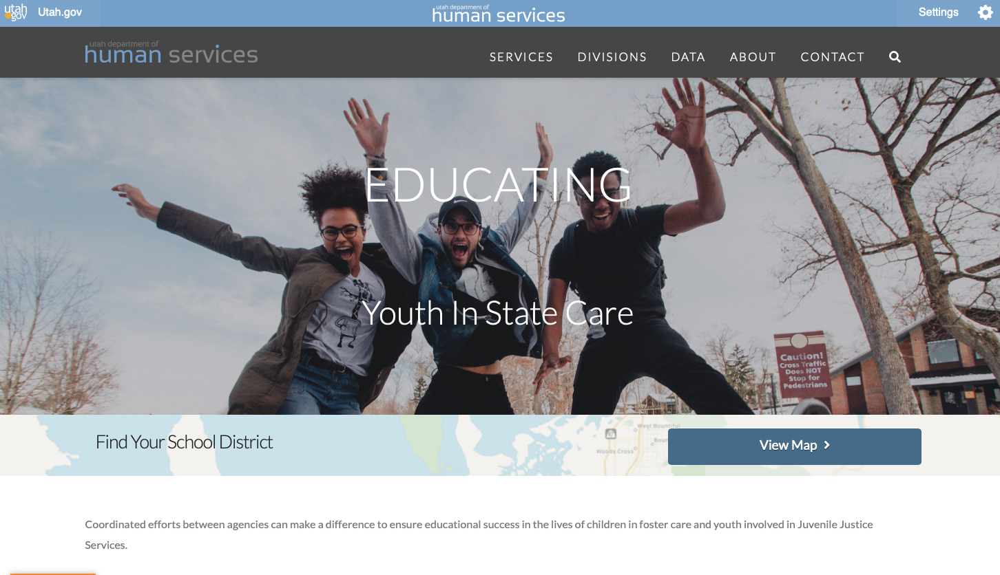 utah
gov
Utah.gov
utah department of
human services
Settings
utah department of
human services
SERVICES
DIVISIONS
DATA
ABOUT
CONTACT
EDUCATING
Youth In State Care
Caution!
Cross Traffic
Does NOT
Stop for
Pedestrians
Find Your School District
West Bountiful
Woods Cross
View Map
Coordinated efforts between agencies can make a difference to ensure educational success in the lives of children in foster care and youth involved in Juvenile Justice
Services.